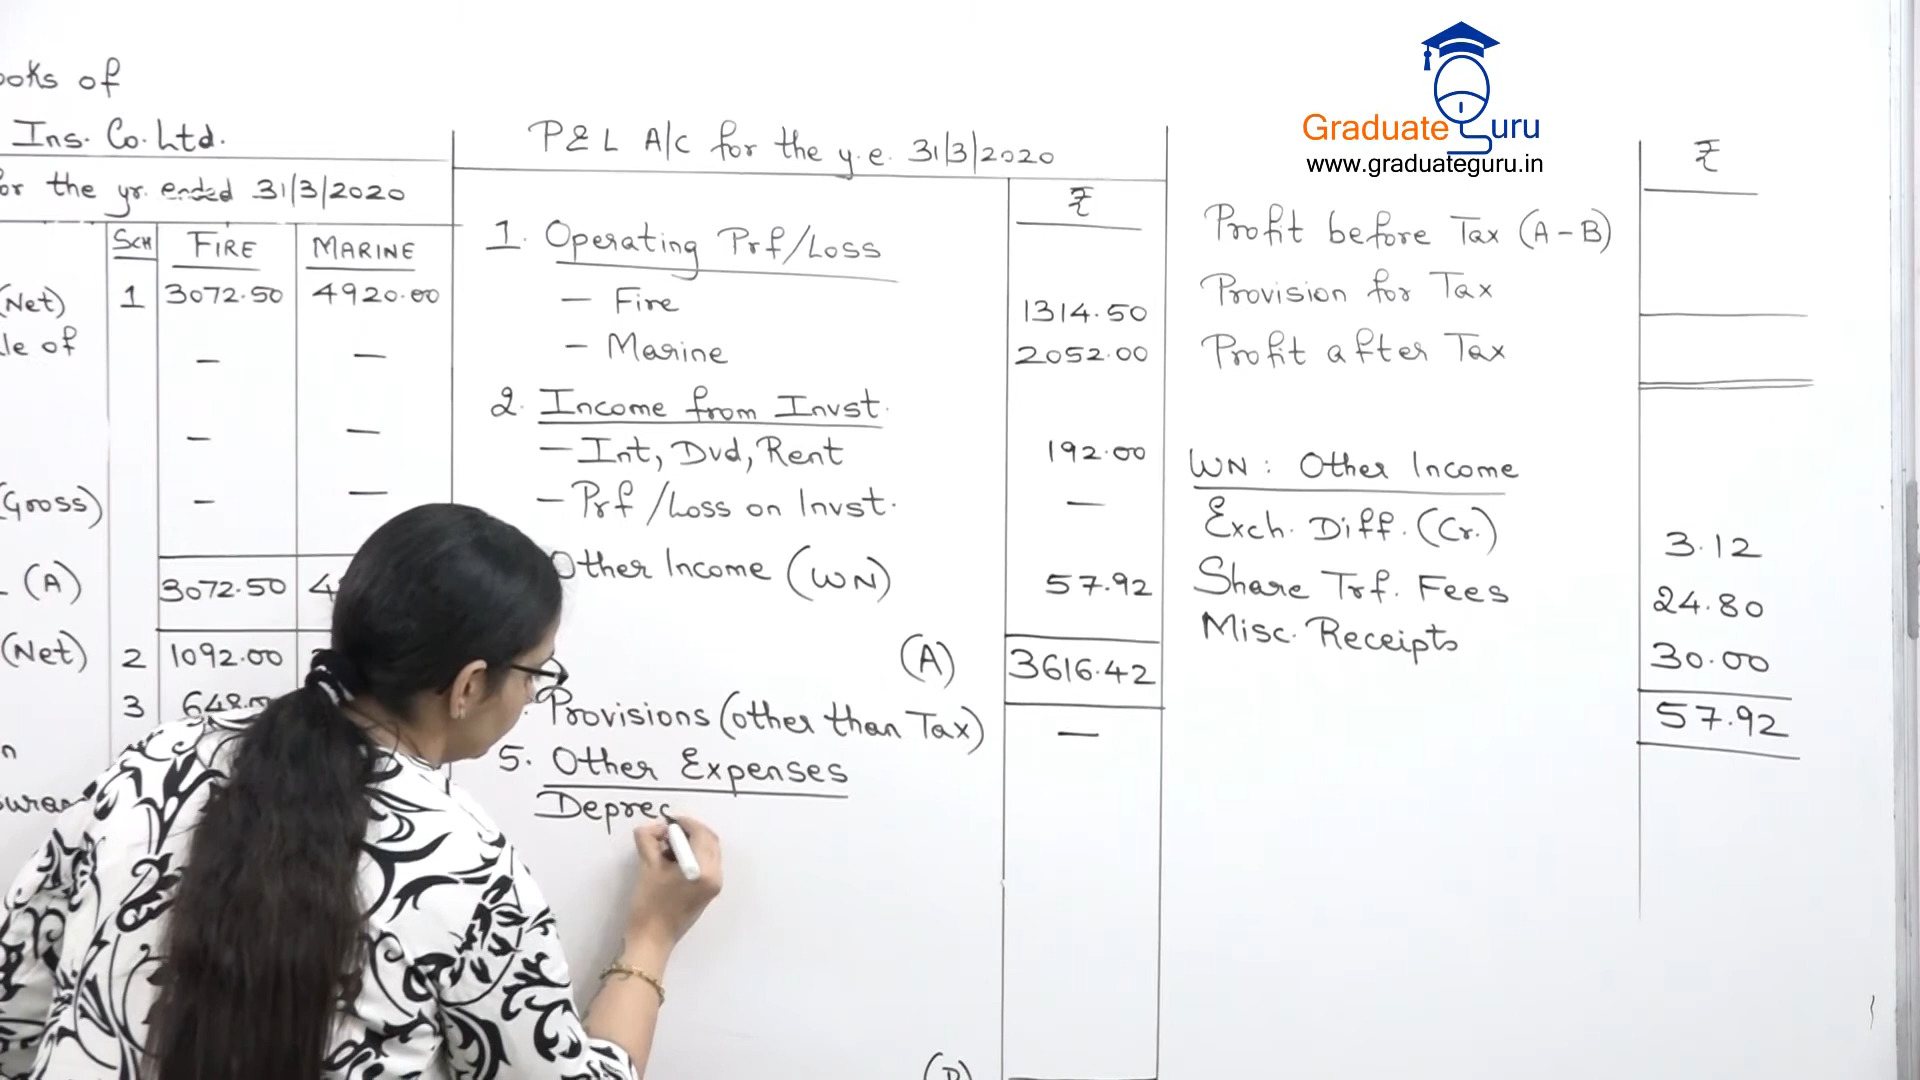 ooks of
Ins. Co. Ltd.
or the yr. ended 31/3/2020
SCH FIRE MARINE
(Net) 1 3072.50 4920.00
le of — —
— —
(Gross) — —
(A) 3072.50
(Net) 2 1092.00
3 648.0
n
P & L A/C for the y.e. 31/3/2020
₹
1. Operating Prf/Loss
— Fire 1314.50
— Marine 2052.00
2. Income from Invst.
— Int, Dvd, Rent 192.00
— Prf/Loss on Invst. —
Other Income (WN) 57.92
(A) 3616.42
Provisions (other than Tax) —
5. Other Expenses
Deprec
Graduate Guru
www.graduateguru.in
₹
Profit before Tax (A-B)
Provision for Tax
Profit after Tax
WN: Other Income
Exch. Diff. (Cr.) 3.12
Share Trf. Fees 24.80
Misc. Receipts 30.00
57.92